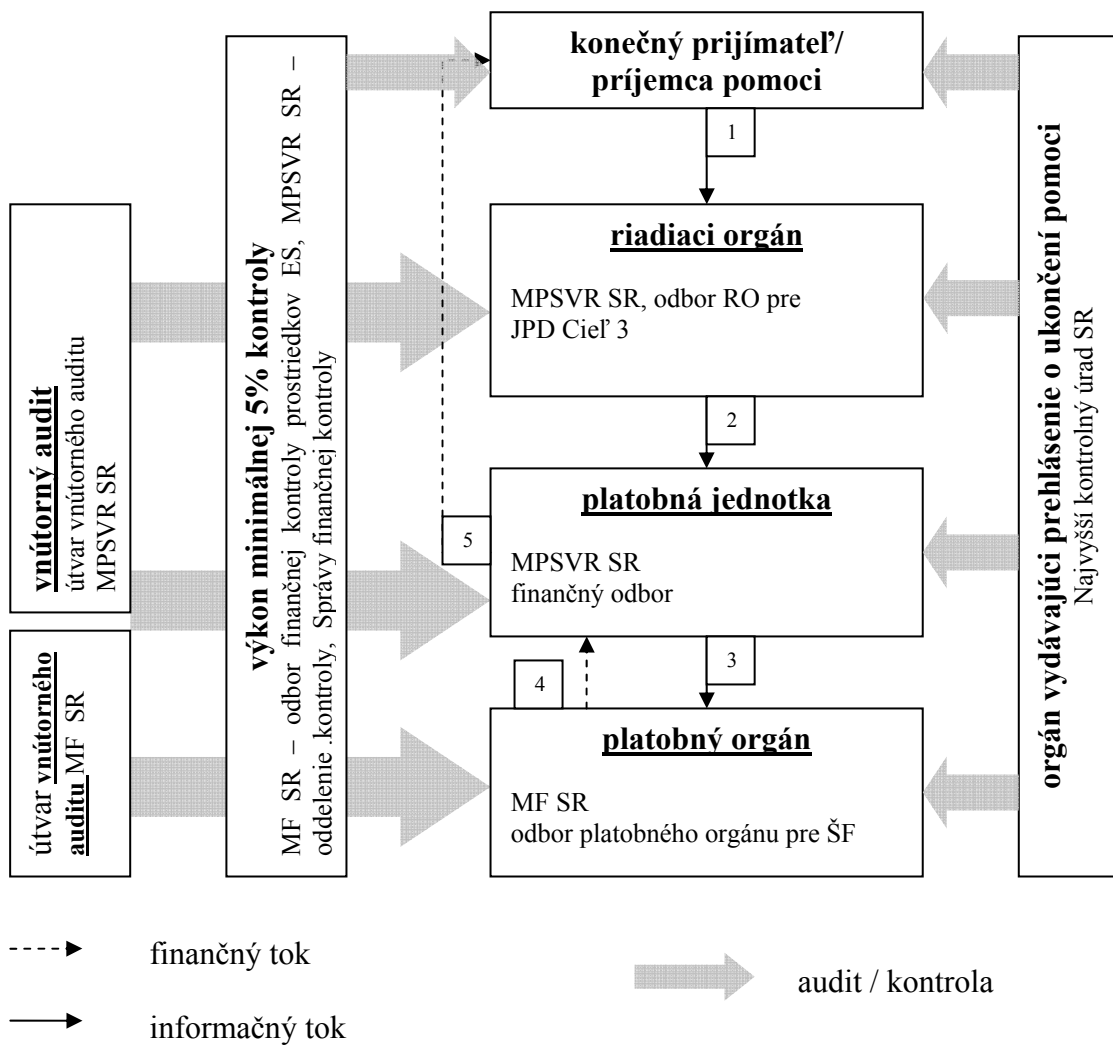 konečný prijímateľ/
príjemca pomoci
1
riadiaci orgán
MPSVR SR, odbor RO pre
JPD Cieľ 3
2
platobná jednotka
MPSVR SR
finančný odbor
5
3
4
platobný orgán
MF SR
odbor platobného orgánu pre ŠF
vnútorný audit
útvar vnútorného auditu
MPSVR SR
útvar vnútorného
auditu MF SR
výkon minimálnej 5% kontroly
MF SR – odbor finančnej kontroly prostriedkov ES, MPSVR SR –
oddelenie .kontroly, Správy finančnej kontroly
orgán vydávajúci prehlásenie o ukončení pomoci
Najvyšší kontrolný úrad SR
finančný tok
audit / kontrola
informačný tok